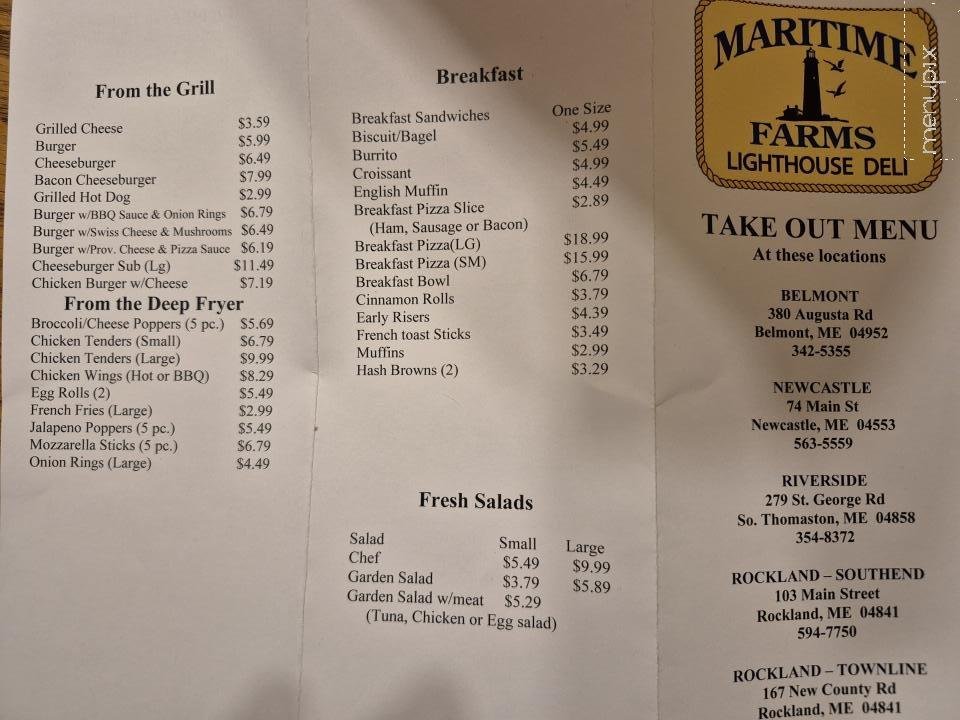 From the Grill
Grilled Cheese $3.59
Burger $5.99
Cheeseburger $6.49
Bacon Cheeseburger $7.99
Grilled Hot Dog $2.99
Burger w/BBQ Sauce & Onion Rings $6.79
Burger w/Swiss Cheese & Mushrooms $6.49
Burger w/Prov. Cheese & Pizza Sauce $6.19
Cheeseburger Sub (Lg) $11.49
Chicken Burger w/Cheese $7.19
From the Deep Fryer
Broccoli/Cheese Poppers (5 pc.) $5.69
Chicken Tenders (Small) $6.79
Chicken Tenders (Large) $9.99
Chicken Wings (Hot or BBQ) $8.29
Egg Rolls (2) $5.49
French Fries (Large) $2.99
Jalapeno Poppers (5 pc.) $5.49
Mozzarella Sticks (5 pc.) $6.79
Onion Rings (Large) $4.49
Breakfast
Breakfast Sandwiches One Size
Biscuit/Bagel $4.99
Burrito $5.49
Croissant $4.99
English Muffin $4.49
Breakfast Pizza Slice $2.89
(Ham, Sausage or Bacon)
Breakfast Pizza(LG) $18.99
Breakfast Pizza (SM) $15.99
Breakfast Bowl $6.79
Cinnamon Rolls $3.79
Early Risers $4.39
French toast Sticks $3.49
Muffins $2.99
Hash Browns (2) $3.29
Fresh Salads
Salad Small Large
Chef $5.49 $9.99
Garden Salad $3.79 $5.89
Garden Salad w/meat $5.29
(Tuna, Chicken or Egg salad)
MARITIME
FARMS
LIGHTHOUSE DELI
menupix
TAKE OUT MENU
At these locations
BELMONT
380 Augusta Rd
Belmont, ME 04952
342-5355
NEWCASTLE
74 Main St
Newcastle, ME 04553
563-5559
RIVERSIDE
279 St. George Rd
So. Thomaston, ME 04858
354-8372
ROCKLAND – SOUTHEND
103 Main Street
Rockland, ME 04841
594-7750
ROCKLAND – TOWNLINE
167 New County Rd
Rockland, ME 04841